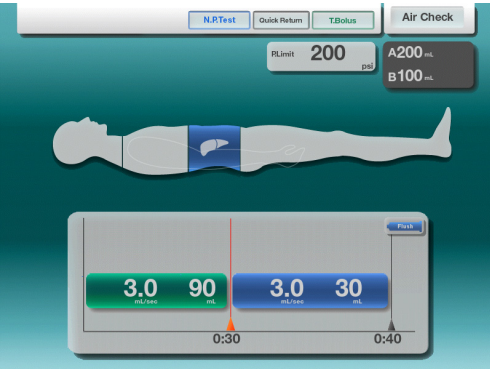 N.P.Test Quick Return T.Bolus Air Check
P.Limit 200 psi
A200 mL
B100 mL
Flash
3.0 mL/sec 90 mL 3.0 mL/sec 30 mL
0:30 0:40